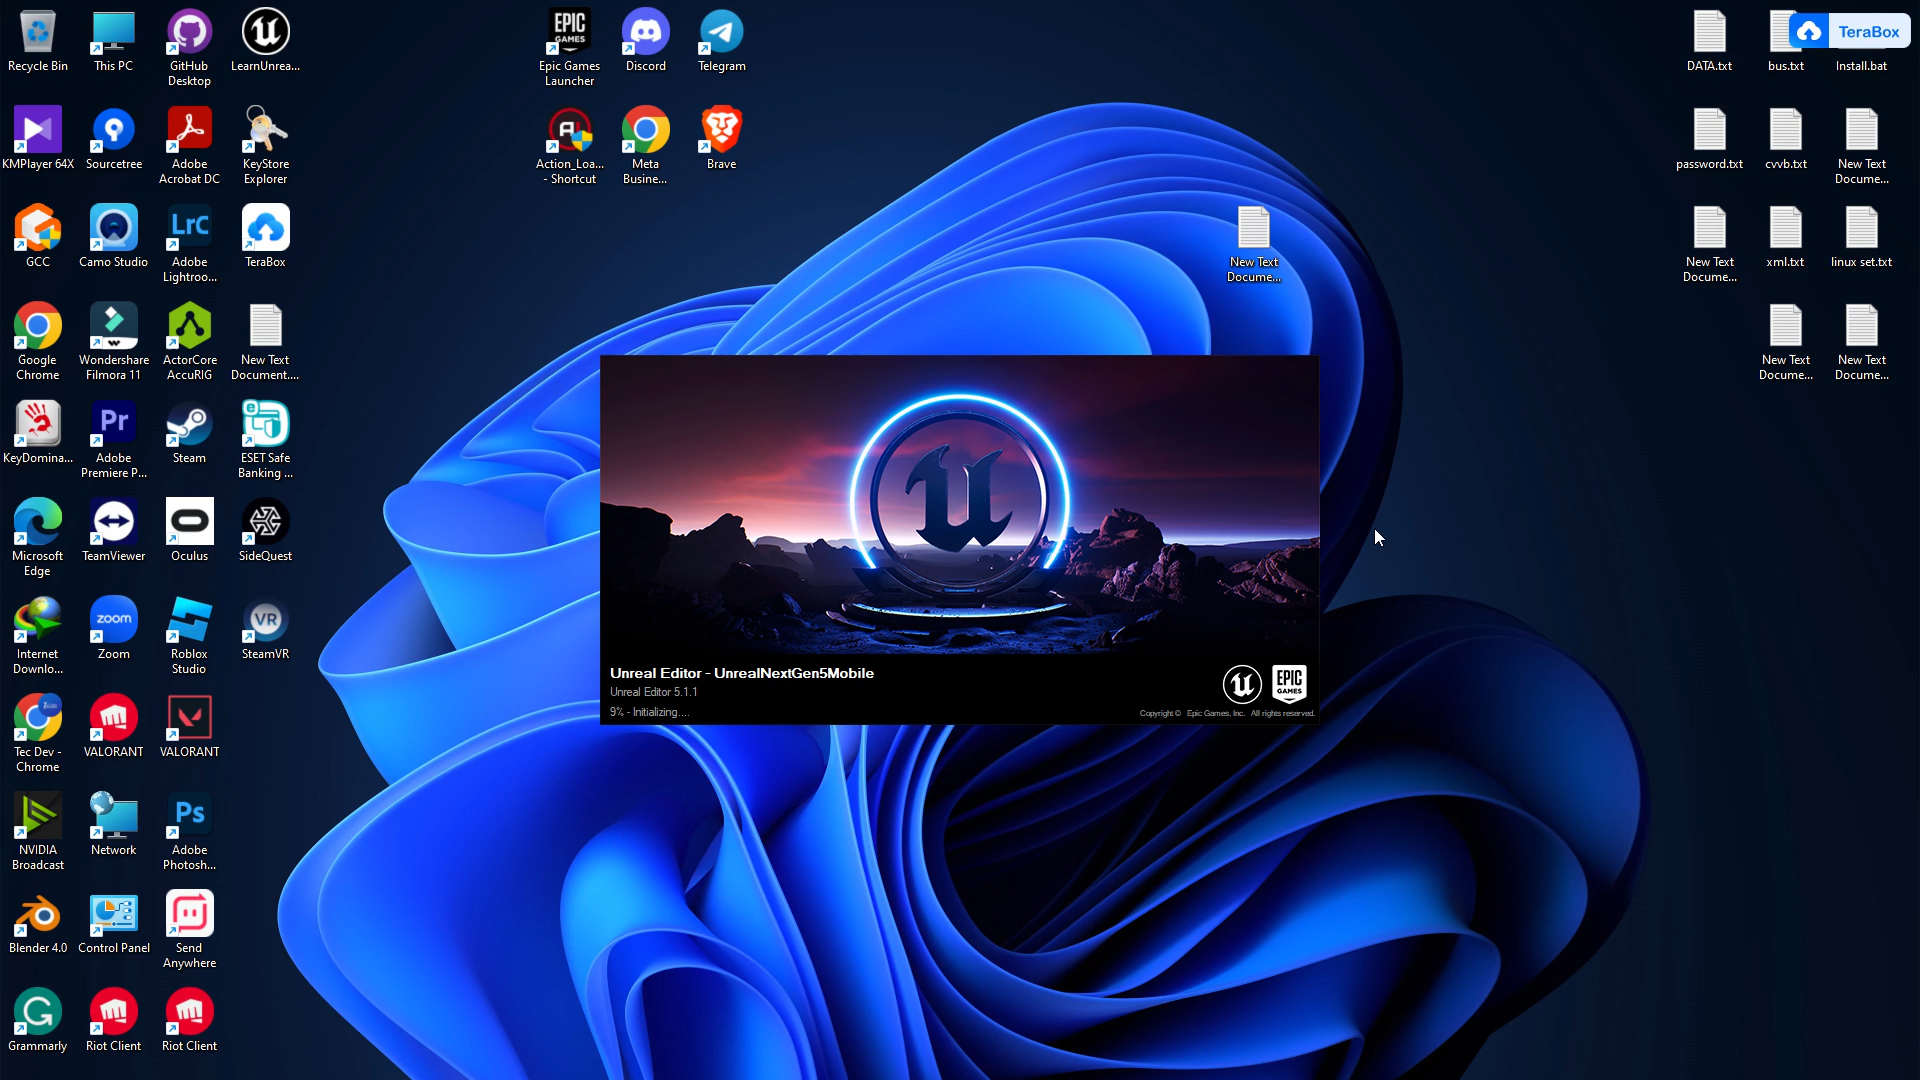 Recycle Bin
This PC
GitHub
Desktop
LearnUnrea...
EPIC
GAMES
Epic Games
Launcher
Discord
Telegram
DATA.txt
bus.txt
TeraBox
Install.bat
KMPlayer 64X
Sourcetree
Adobe
Acrobat DC
KeyStore
Explorer
Action_Loa...
- Shortcut
Meta
Busine...
Brave
password.txt
cvvb.txt
New Text
Docume...
GCC
Camo Studio
LrC
Adobe
Lightroo...
TeraBox
New Text
Docume...
New Text
Docume...
xml.txt
linux set.txt
Google
Chrome
Wondershare
Filmora 11
ActorCore
AccuRIG
New Text
Document....
New Text
Docume...
New Text
Docume...
KeyDomina...
Pr
Adobe
Premiere P...
Steam
ESET Safe
Banking ...
Microsoft
Edge
TeamViewer
Oculus
SideQuest
Internet
Downlo...
zoom
Zoom
Roblox
Studio
VR
SteamVR
Unreal Editor - UnrealNextGen5Mobile
Unreal Editor 5.1.1
9% - Initializing....
EPIC
GAMES
Copyright © Epic Games, Inc. All rights reserved.
Tec Dev -
Chrome
VALORANT
VALORANT
NVIDIA
Broadcast
Network
Ps
Adobe
Photosh...
Blender 4.0
Control Panel
Send
Anywhere
Grammarly
Riot Client
Riot Client